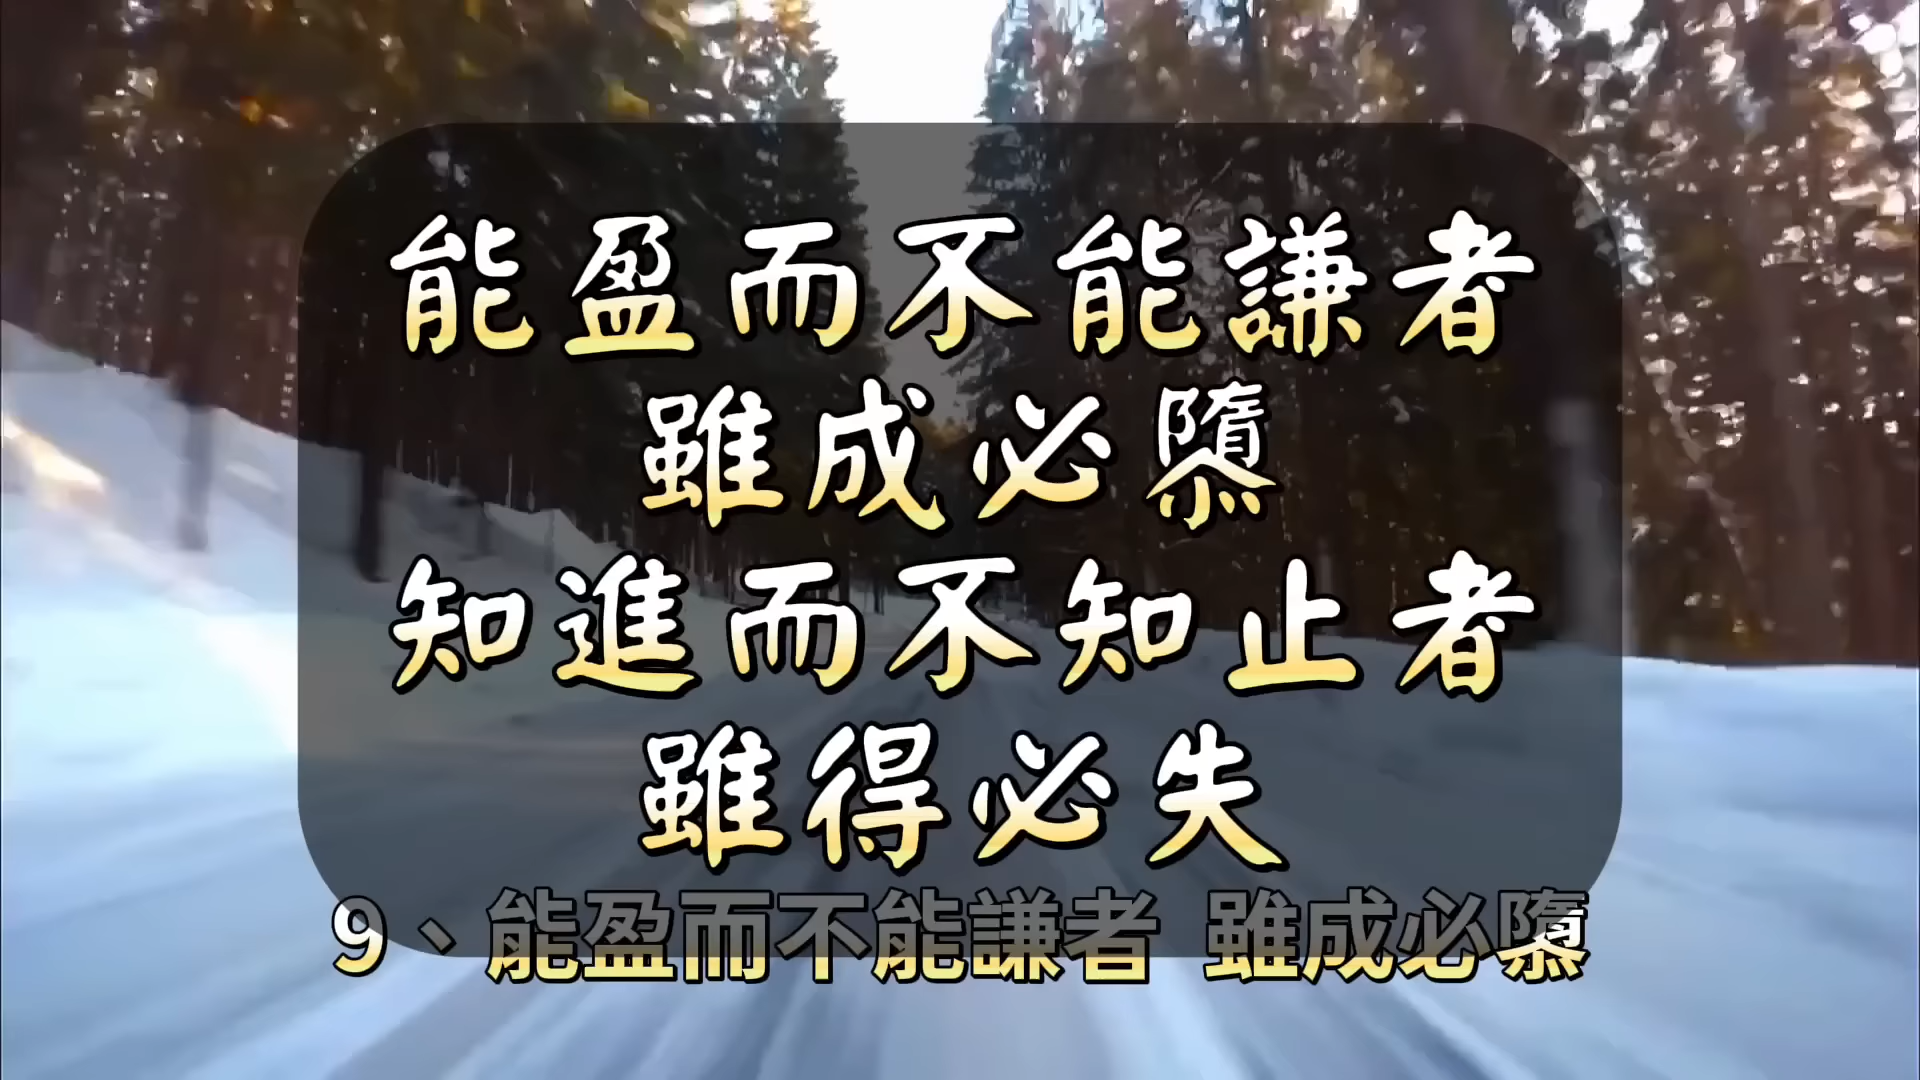 能盈而不能謙者
雖成必隳
知進而不知止者
雖得必失
9、能盈而不能謙者 雖成必隳